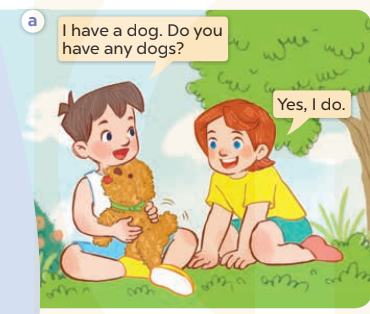 a
I have a dog. Do you
have any dogs?
Yes, I do.